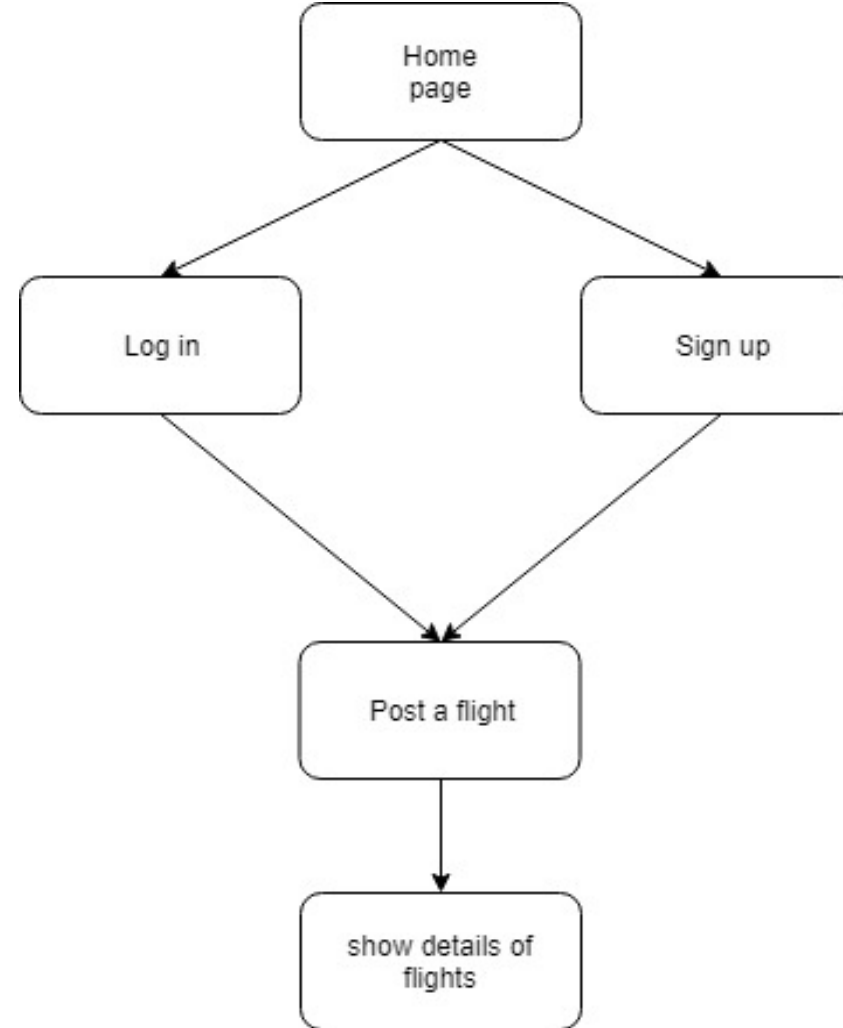 Home
page
Log in
Sign up
Post a flight
show details of
flights